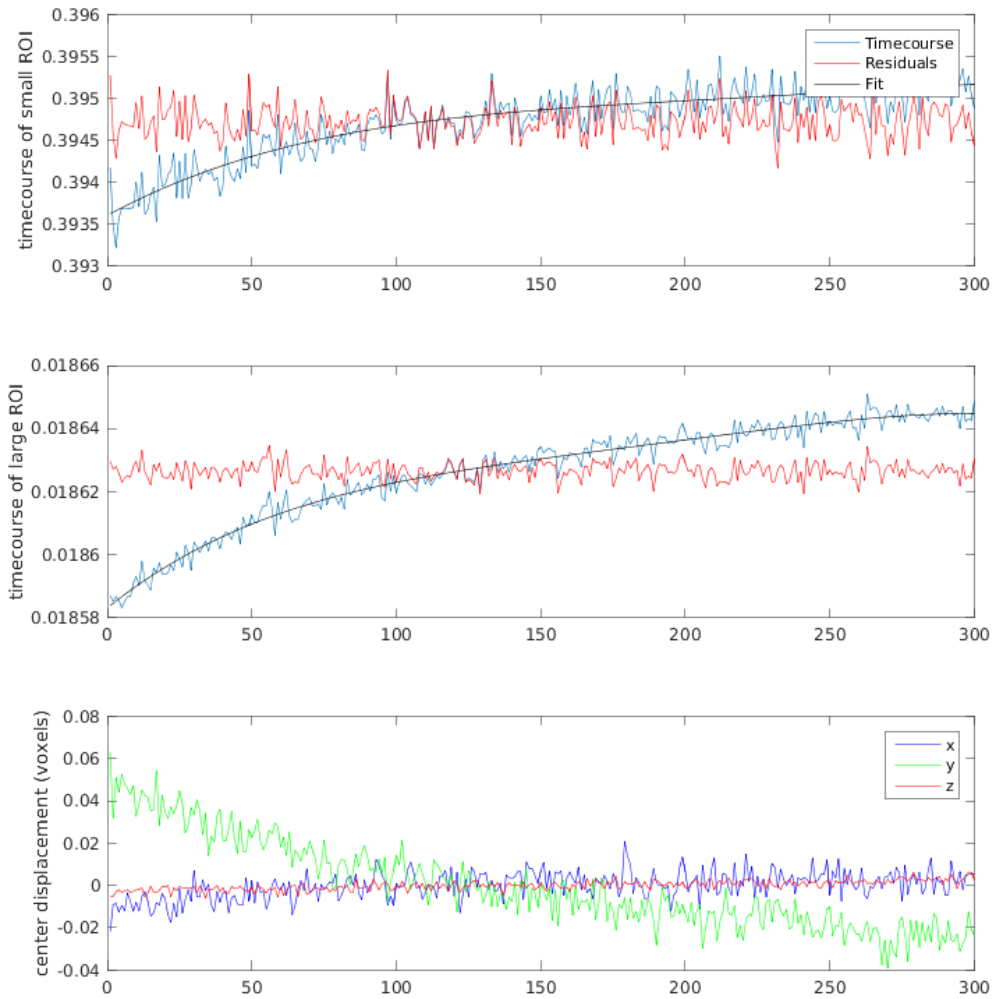 0.396
0.3955
0.395
0.3945
0.394
0.3935
0.393
timecourse of small ROI
Timecourse
Residuals
Fit
0 50 100 150 200 250 300
0.01866
0.01864
0.01862
0.0186
0.01858
timecourse of large ROI
0 50 100 150 200 250 300
0.08
0.06
0.04
0.02
0
-0.02
-0.04
center displacement (voxels)
x
y
z
0 50 100 150 200 250 300